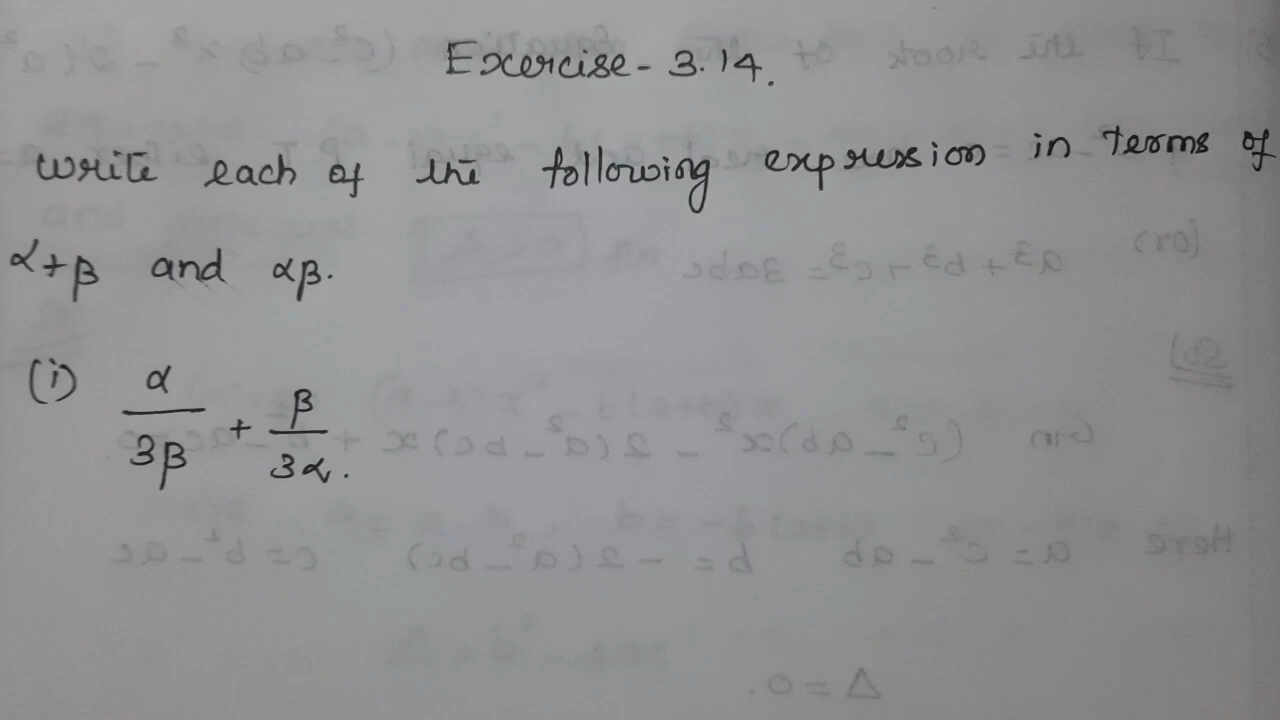 Exercise - 3.14.
write each of the following expression in terms of
α+β and αβ.
(i) α/3β + β/3α.